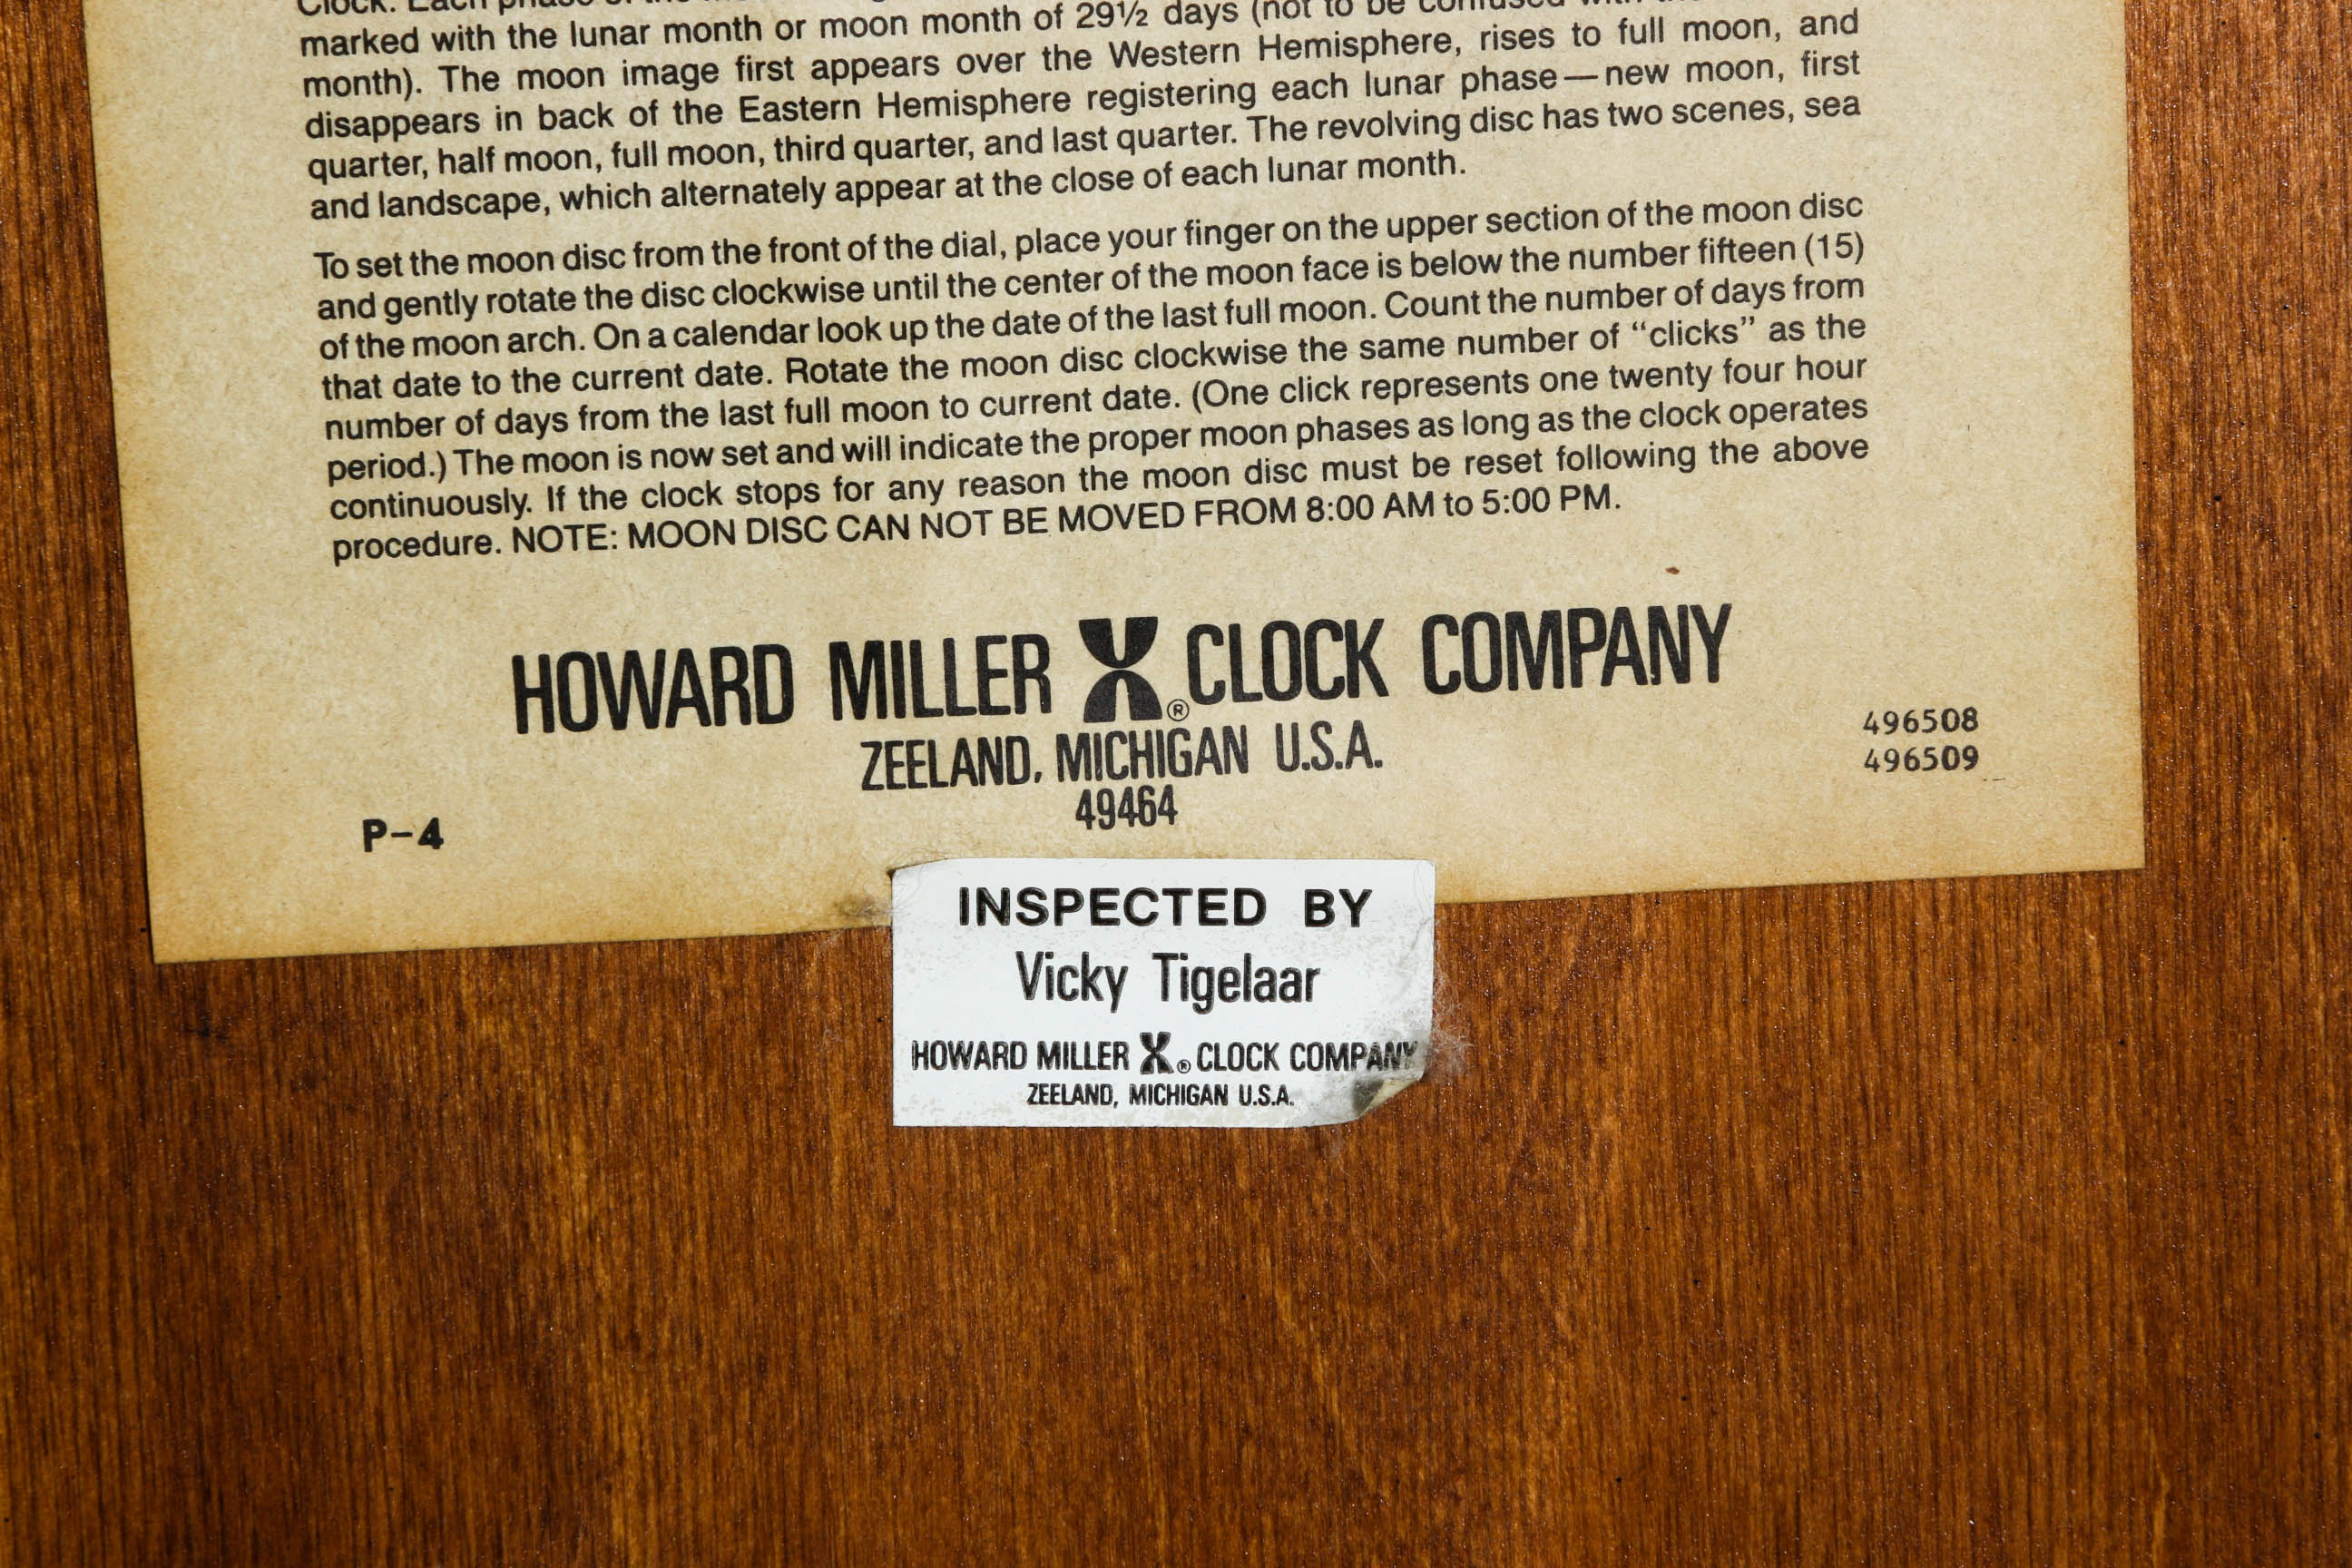 Clock. Each phase of the
marked with the lunar month or moon month of 29½ days (not to be confused with
month). The moon image first appears over the Western Hemisphere, rises to full moon, and
disappears in back of the Eastern Hemisphere registering each lunar phase—new moon, first
quarter, half moon, full moon, third quarter, and last quarter. The revolving disc has two scenes, sea
and landscape, which alternately appear at the close of each lunar month.
To set the moon disc from the front of the dial, place your finger on the upper section of the moon disc
and gently rotate the disc clockwise until the center of the moon face is below the number fifteen (15)
of the moon arch. On a calendar look up the date of the last full moon. Count the number of days from
that date to the current date. Rotate the moon disc clockwise the same number of “clicks” as the
number of days from the last full moon to current date. (One click represents one twenty four hour
period.) The moon is now set and will indicate the proper moon phases as long as the clock operates
continuously. If the clock stops for any reason the moon disc must be reset following the above
procedure. NOTE: MOON DISC CAN NOT BE MOVED FROM 8:00 AM to 5:00 PM.
HOWARD MILLER ® CLOCK COMPANY
ZEELAND, MICHIGAN U.S.A.
49464
496508
496509
P-4
INSPECTED BY
Vicky Tigelaar
HOWARD MILLER ® CLOCK COMPANY
ZEELAND, MICHIGAN U.S.A.